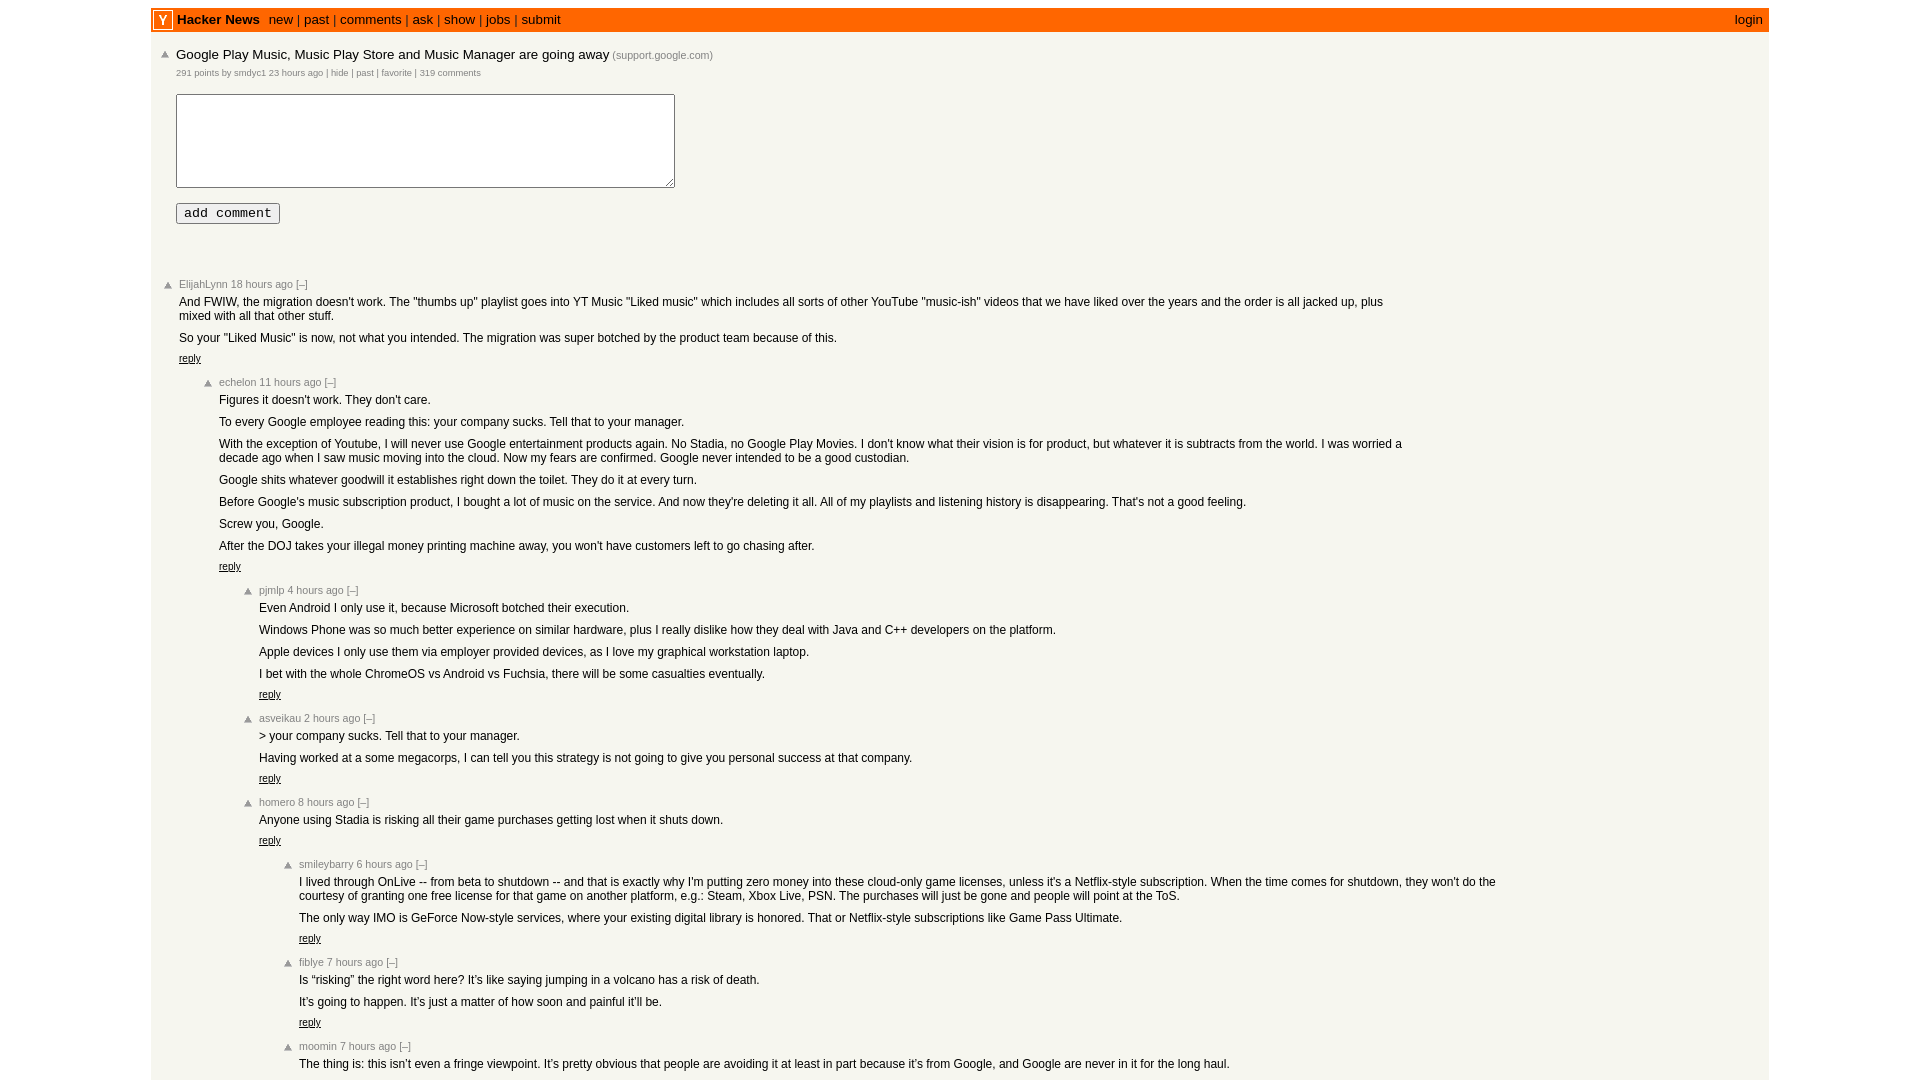 Y Hacker News new | past | comments | ask | show | jobs | submit login
Google Play Music, Music Play Store and Music Manager are going away (support.google.com)
291 points by smdyc1 23 hours ago | hide | past | favorite | 319 comments
add comment
ElijahLynn 18 hours ago [–]
And FWIW, the migration doesn't work. The "thumbs up" playlist goes into YT Music "Liked music" which includes all sorts of other YouTube "music-ish" videos that we have liked over the years and the order is all jacked up, plus
mixed with all that other stuff.
So your "Liked Music" is now, not what you intended. The migration was super botched by the product team because of this.
reply
echelon 11 hours ago [–]
Figures it doesn't work. They don't care.
To every Google employee reading this: your company sucks. Tell that to your manager.
With the exception of Youtube, I will never use Google entertainment products again. No Stadia, no Google Play Movies. I don't know what their vision is for product, but whatever it is subtracts from the world. I was worried a
decade ago when I saw music moving into the cloud. Now my fears are confirmed. Google never intended to be a good custodian.
Google shits whatever goodwill it establishes right down the toilet. They do it at every turn.
Before Google's music subscription product, I bought a lot of music on the service. And now they're deleting it all. All of my playlists and listening history is disappearing. That's not a good feeling.
Screw you, Google.
After the DOJ takes your illegal money printing machine away, you won't have customers left to go chasing after.
reply
pjmlp 4 hours ago [–]
Even Android I only use it, because Microsoft botched their execution.
Windows Phone was so much better experience on similar hardware, plus I really dislike how they deal with Java and C++ developers on the platform.
Apple devices I only use them via employer provided devices, as I love my graphical workstation laptop.
I bet with the whole ChromeOS vs Android vs Fuchsia, there will be some casualties eventually.
reply
asveikau 2 hours ago [–]
> your company sucks. Tell that to your manager.
Having worked at a some megacorps, I can tell you this strategy is not going to give you personal success at that company.
reply
homero 8 hours ago [–]
Anyone using Stadia is risking all their game purchases getting lost when it shuts down.
reply
smileybarry 6 hours ago [–]
I lived through OnLive -- from beta to shutdown -- and that is exactly why I'm putting zero money into these cloud-only game licenses, unless it's a Netflix-style subscription. When the time comes for shutdown, they won't do the
courtesy of granting one free license for that game on another platform, e.g.: Steam, Xbox Live, PSN. The purchases will just be gone and people will point at the ToS.
The only way IMO is GeForce Now-style services, where your existing digital library is honored. That or Netflix-style subscriptions like Game Pass Ultimate.
reply
fiblye 7 hours ago [–]
Is “risking” the right word here? It’s like saying jumping in a volcano has a risk of death.
It’s going to happen. It’s just a matter of how soon and painful it’ll be.
reply
moomin 7 hours ago [–]
The thing is: this isn’t even a fringe viewpoint. It’s pretty obvious that people are avoiding it at least in part because it’s from Google, and Google are never in it for the long haul.